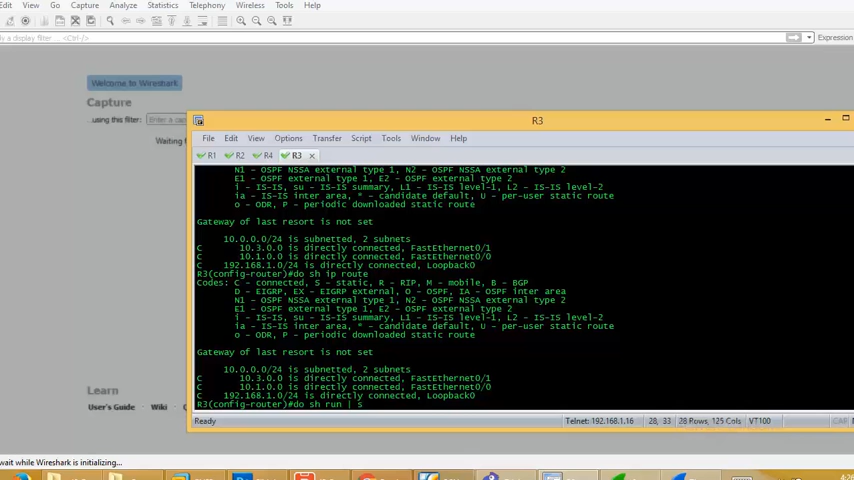 Edit View Go Capture Analyze Statistics Telephony Wireless Tools Help
a display filter ... <Ctrl-/>
Expression
Welcome to Wireshark
Capture
...using this filter: Enter a
Waiting
R3
File Edit View Options Transfer Script Tools Window Help
R1 R2 R4 R3
N1 - OSPF NSSA external type 1, N2 - OSPF NSSA external type 2
E1 - OSPF external type 1, E2 - OSPF external type 2
i - IS-IS, su - IS-IS summary, L1 - IS-IS level-1, L2 - IS-IS level-2
ia - IS-IS inter area, * - candidate default, U - per-user static route
o - ODR, P - periodic downloaded static route
Gateway of last resort is not set
10.0.0.0/24 is subnetted, 2 subnets
C 10.3.0.0 is directly connected, FastEthernet0/1
C 10.1.0.0 is directly connected, FastEthernet0/0
C 192.168.1.0/24 is directly connected, Loopback0
R3(config-router)#do sh ip route
Codes: C - connected, S - static, R - RIP, M - mobile, B - BGP
D - EIGRP, EX - EIGRP external, O - OSPF, IA - OSPF inter area
N1 - OSPF NSSA external type 1, N2 - OSPF NSSA external type 2
E1 - OSPF external type 1, E2 - OSPF external type 2
i - IS-IS, su - IS-IS summary, L1 - IS-IS level-1, L2 - IS-IS level-2
ia - IS-IS inter area, * - candidate default, U - per-user static route
o - ODR, P - periodic downloaded static route
Gateway of last resort is not set
10.0.0.0/24 is subnetted, 2 subnets
C 10.3.0.0 is directly connected, FastEthernet0/1
C 10.1.0.0 is directly connected, FastEthernet0/0
C 192.168.1.0/24 is directly connected, Loopback0
R3(config-router)#do sh run | s
Ready Telnet: 192.168.1.16 28, 33 28 Rows, 125 Cols VT100 CAP
Learn
User's Guide Wiki
wait while Wireshark is initializing...